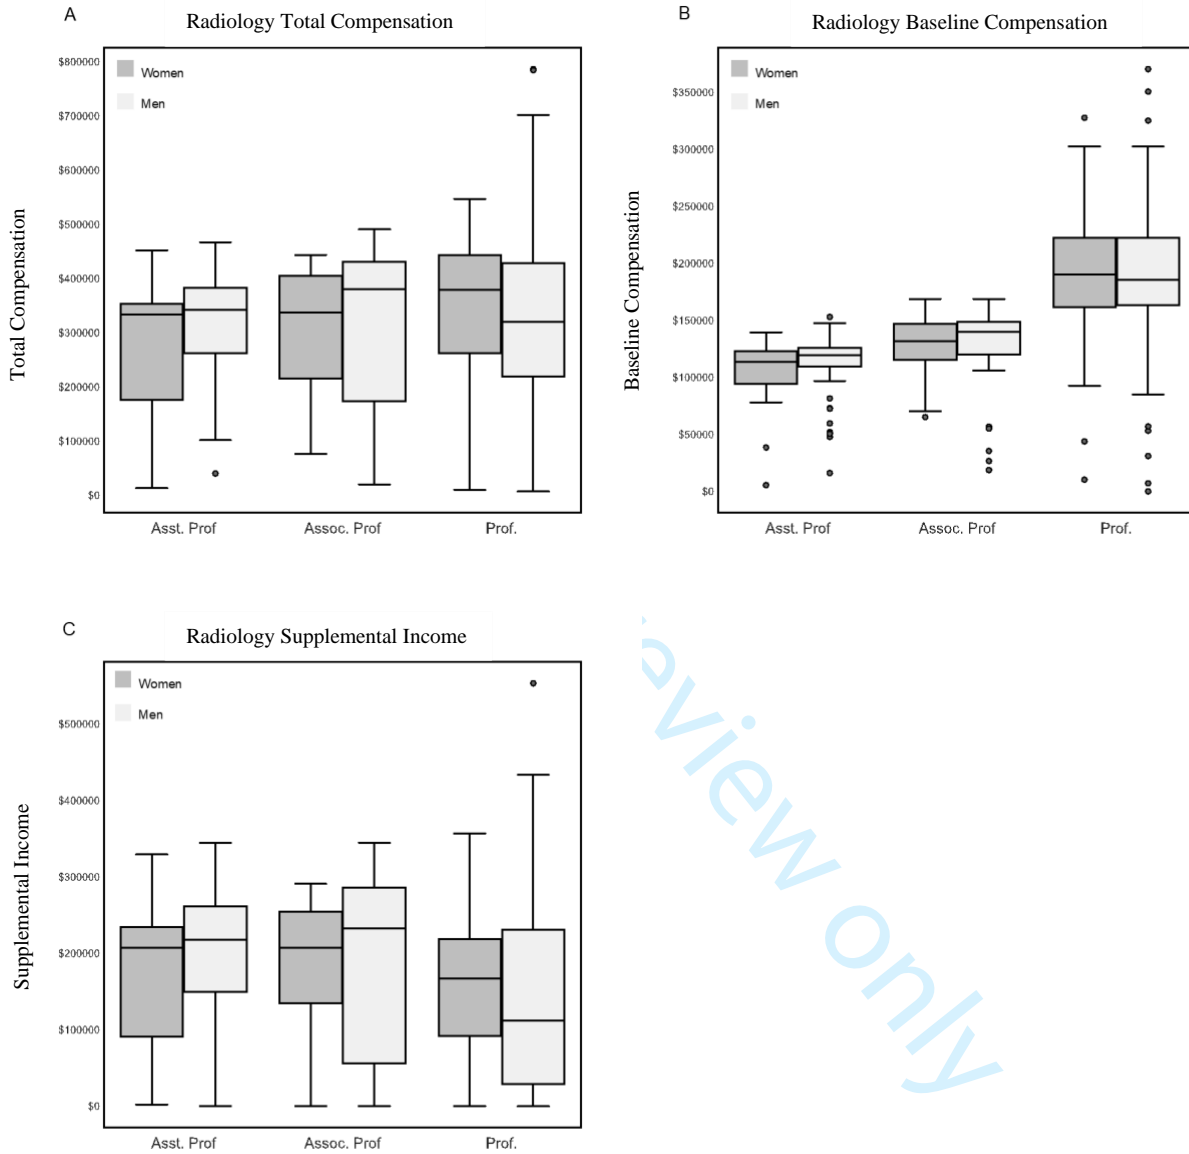 A
Radiology Total Compensation
Total Compensation
$800000
$700000
$600000
$500000
$400000
$300000
$200000
$100000
$0
Women
Men
Asst. Prof
Assoc. Prof
Prof.
B
Radiology Baseline Compensation
Baseline Compensation
$350000
$300000
$250000
$200000
$150000
$100000
$50000
$0
Women
Men
Asst. Prof
Assoc. Prof
Prof.
C
Radiology Supplemental Income
Supplemental Income
$500000
$400000
$300000
$200000
$100000
$0
Women
Men
Asst. Prof
Assoc. Prof
Prof.
eview only